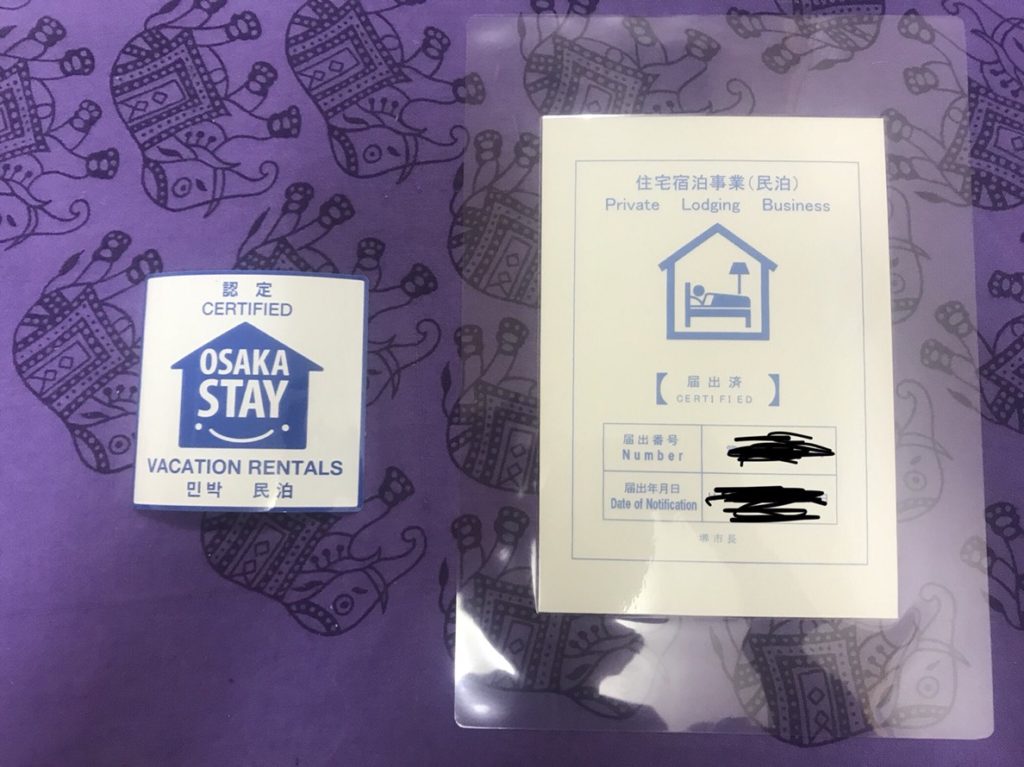 認定
CERTIFIED
OSAKA
STAY
VACATION RENTALS
민박 民泊
住宅宿泊事業(民泊)
Private Lodging Business
【届出済】
CERTIFIED
届出番号
Number
届出年月日
Date of Notification
堺市長